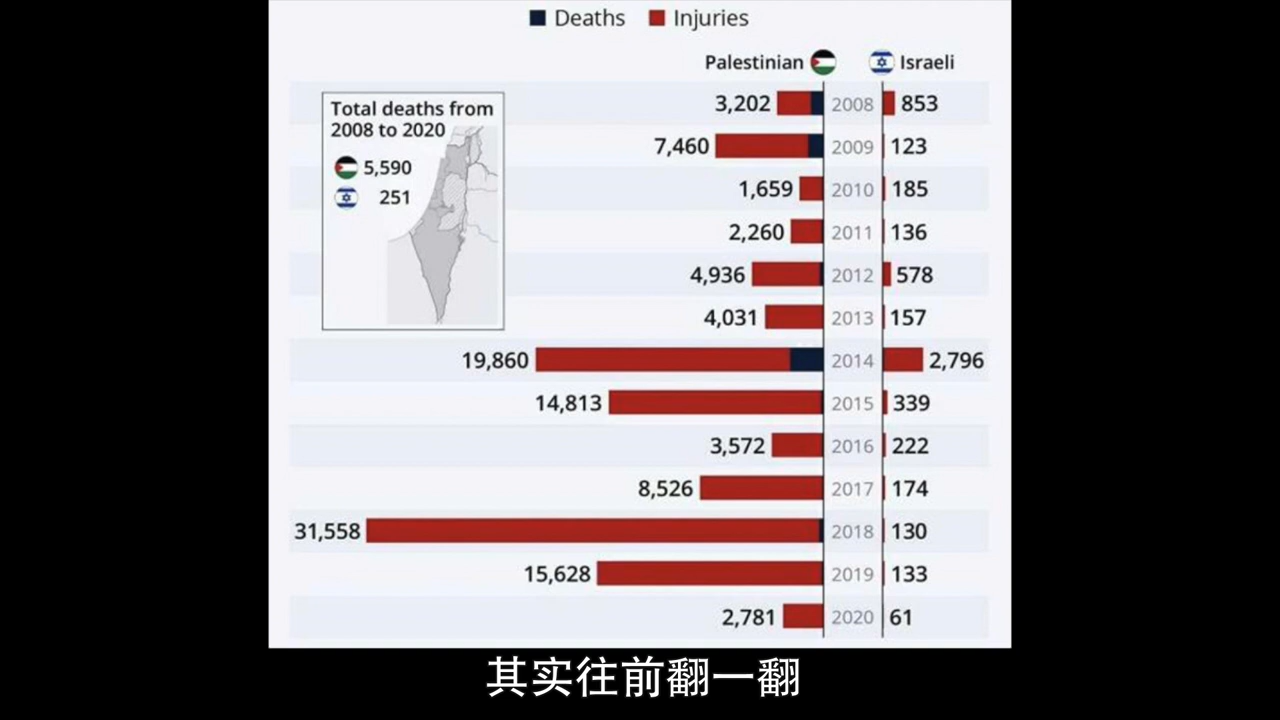 Deaths Injuries
Palestinian Israeli
Total deaths from
2008 to 2020
5,590
251
3,202 2008 853
7,460 2009 123
1,659 2010 185
2,260 2011 136
4,936 2012 578
4,031 2013 157
19,860 2014 2,796
14,813 2015 339
3,572 2016 222
8,526 2017 174
31,558 2018 130
15,628 2019 133
2,781 2020 61
其实往前翻一翻